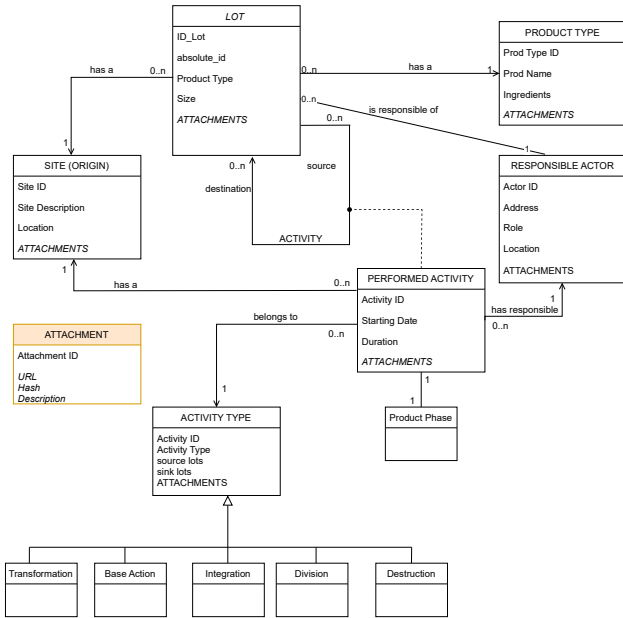 LOT
ID_Lot
absolute_id
Product Type
Size
ATTACHMENTS
PRODUCT TYPE
Prod Type ID
Prod Name
Ingredients
ATTACHMENTS
has a
0..n
1
0..n
has a
1
0..n
is responsible of
1
0..n
source
0..n
destination
ACTIVITY
SITE (ORIGIN)
Site ID
Site Description
Location
ATTACHMENTS
RESPONSIBLE ACTOR
Actor ID
Address
Role
Location
ATTACHMENTS
1
has a
0..n
PERFORMED ACTIVITY
Activity ID
Starting Date
Duration
ATTACHMENTS
1
has responsible
0..n
belongs to
0..n
1
ATTACHMENT
Attachment ID
URL
Hash
Description
1
1
Product Phase
ACTIVITY TYPE
Activity ID
Activity Type
source lots
sink lots
ATTACHMENTS
Transformation
Base Action
Integration
Division
Destruction